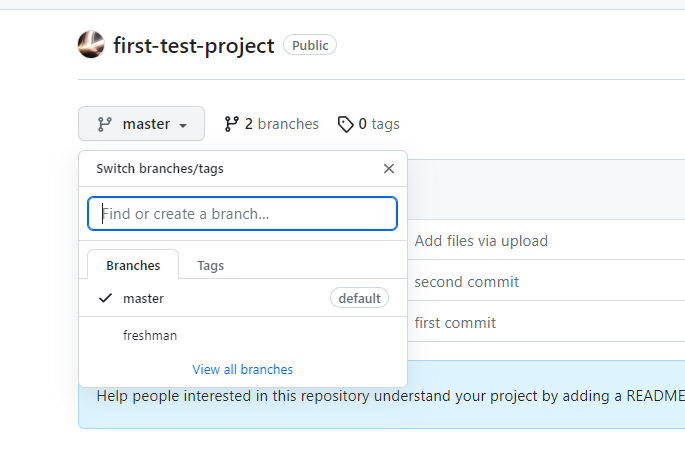 first-test-project Public
master 2 branches 0 tags
Switch branches/tags
Find or create a branch...
Branches Tags
master default
freshman
View all branches
Add files via upload
second commit
first commit
Help people interested in this repository understand your project by adding a README